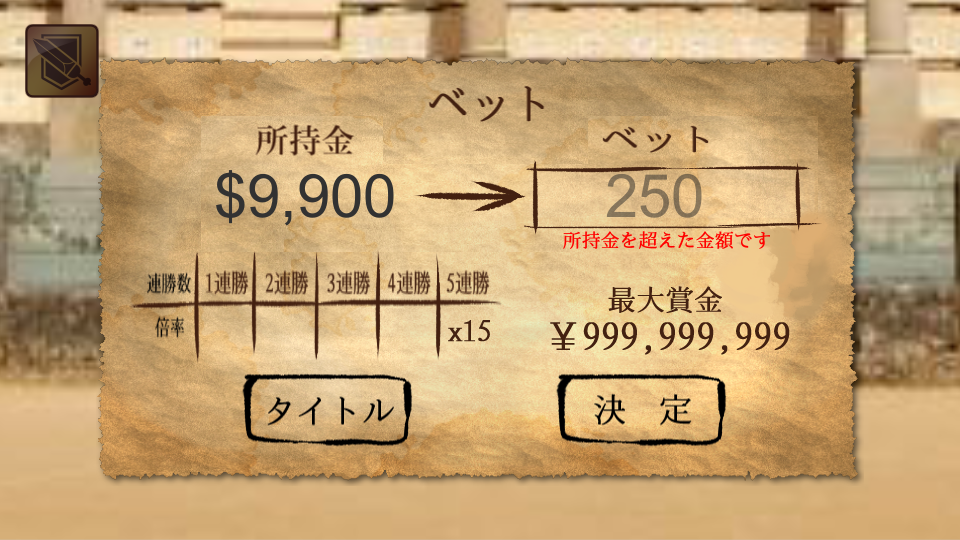 ベット
所持金
$9,900
ベット
250
所持金を超えた金額です
連勝数 1連勝 2連勝 3連勝 4連勝 5連勝
倍率 x15
最大賞金
¥999,999,999
タイトル
決 定